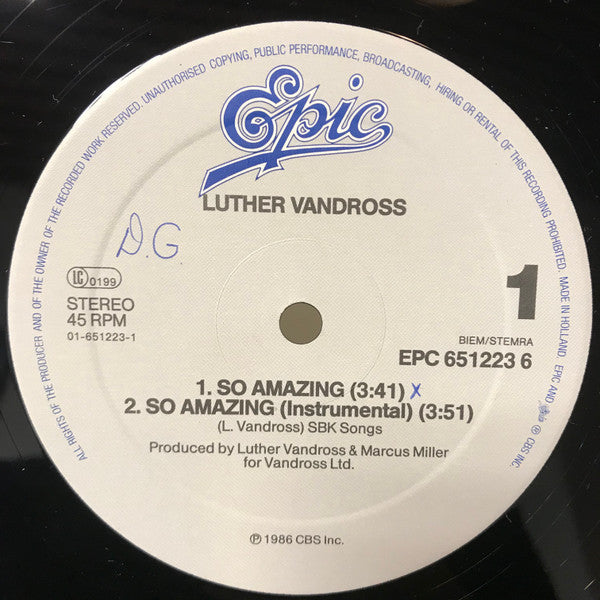 ALL RIGHTS OF THE PRODUCER AND OF THE OWNER OF THE RECORDED WORK RESERVED. UNAUTHORISED COPYING, PUBLIC PERFORMANCE, BROADCASTING, HIRING OR RENTAL OF THIS RECORDING PROHIBITED. MADE IN HOLLAND. EPIC AND Epic ® CBS INC.
Epic
LUTHER VANDROSS
D.G.
LC 0199
STEREO
45 RPM
01-651223-1
1
BIEM/STEMRA
EPC 651223 6
1. SO AMAZING (3:41) x
2. SO AMAZING (Instrumental) (3:51)
(L. Vandross) SBK Songs
Produced by Luther Vandross & Marcus Miller
for Vandross Ltd.
℗ 1986 CBS Inc.